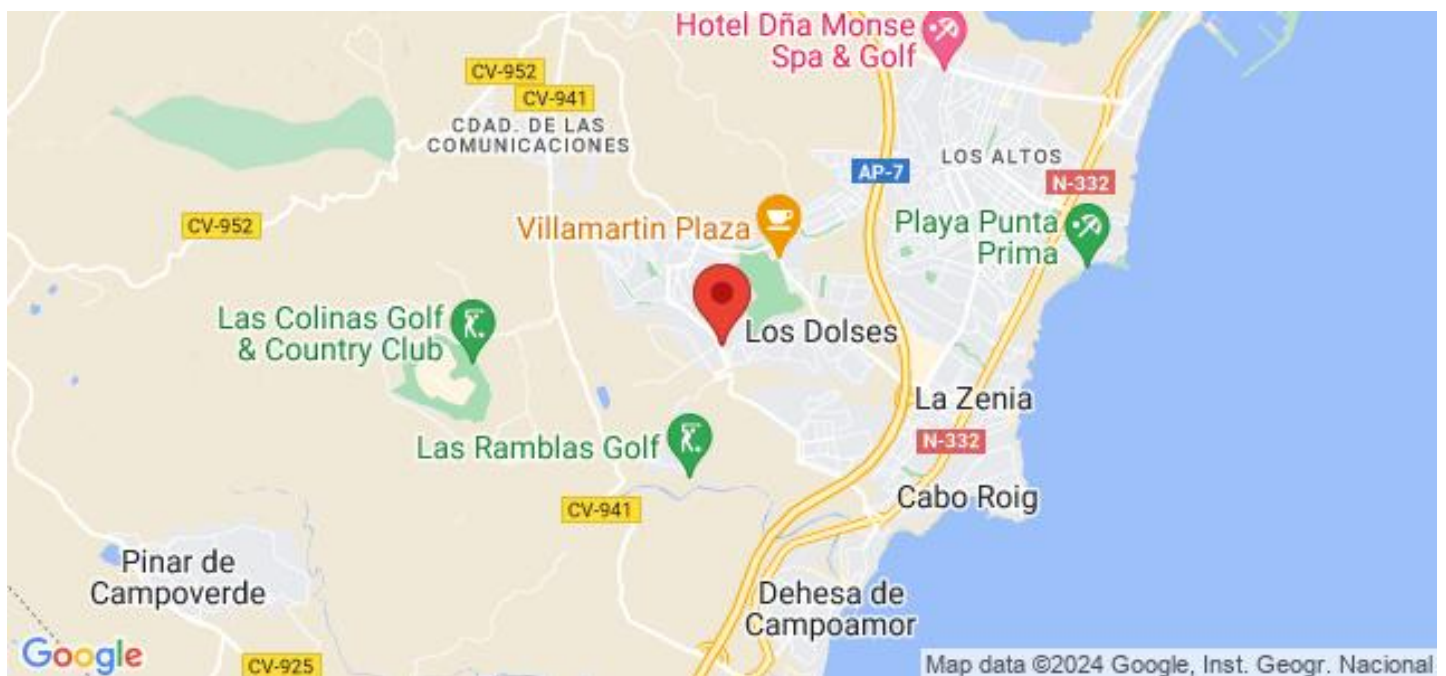 Hotel Dña Monse
Spa & Golf
CV-952
CV-941
CDAD. DE LAS
COMUNICACIONES
LOS ALTOS
AP-7
N-332
CV-952
Villamartin Plaza
Playa Punta
Prima
Las Colinas Golf
& Country Club
Los Dolses
La Zenia
Las Ramblas Golf
N-332
CV-941
Cabo Roig
Pinar de
Campoverde
Dehesa de
Campoamor
Google
CV-925
Map data ©2024 Google, Inst. Geogr. Nacional